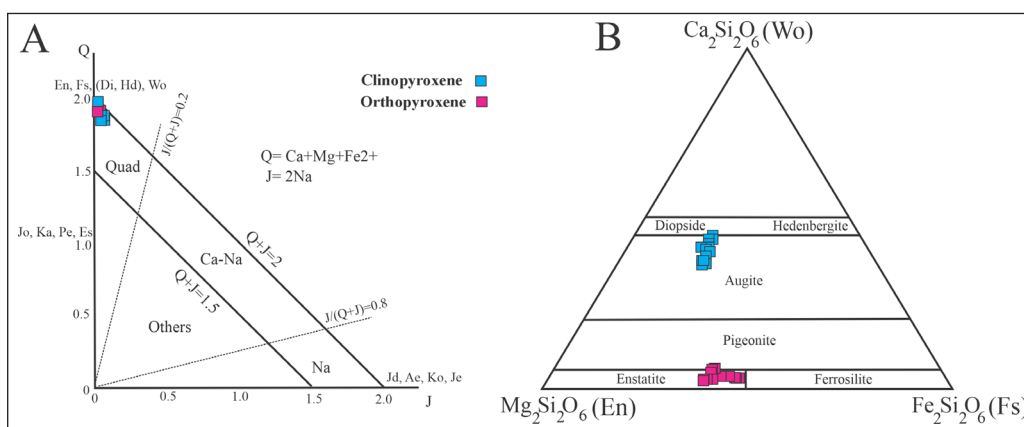 A
Q
En, Fs, (Di, Hd), Wo
2.0
J/(Q+J)=0.2
Clinopyroxene
Orthopyroxene
Q= Ca+Mg+Fe2+
J= 2Na
Quad
1.5
Jo, Ka, Pe, Es
1.0
Q+J=2
Ca-Na
Q+J=1.5
0.5
Others
J/(Q+J)=0.8
Na
Jd, Ae, Ko, Je
0
0
0.5
1.0
1.5
2.0
J
B
Ca2Si2O6 (Wo)
Diopside
Hedenbergite
Augite
Pigeonite
Enstatite
Ferrosilite
Mg2Si2O6 (En)
Fe2Si2O6 (Fs)